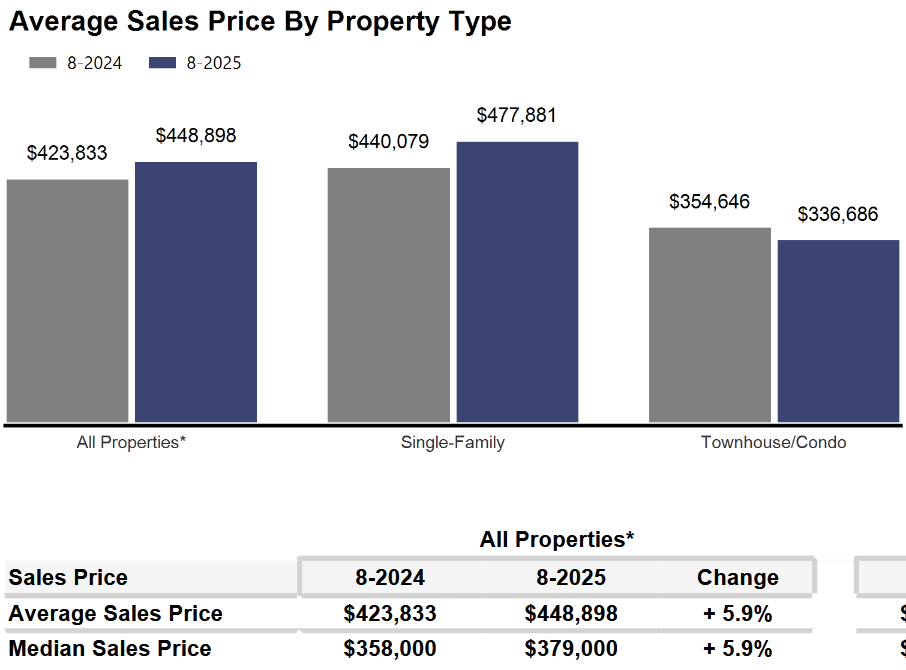 Average Sales Price By Property Type
8-2024 8-2025
$423,833 $448,898 $440,079 $477,881 $354,646 $336,686
All Properties* Single-Family Townhouse/Condo
All Properties*
Sales Price 8-2024 8-2025 Change
Average Sales Price $423,833 $448,898 + 5.9% $
Median Sales Price $358,000 $379,000 + 5.9% $